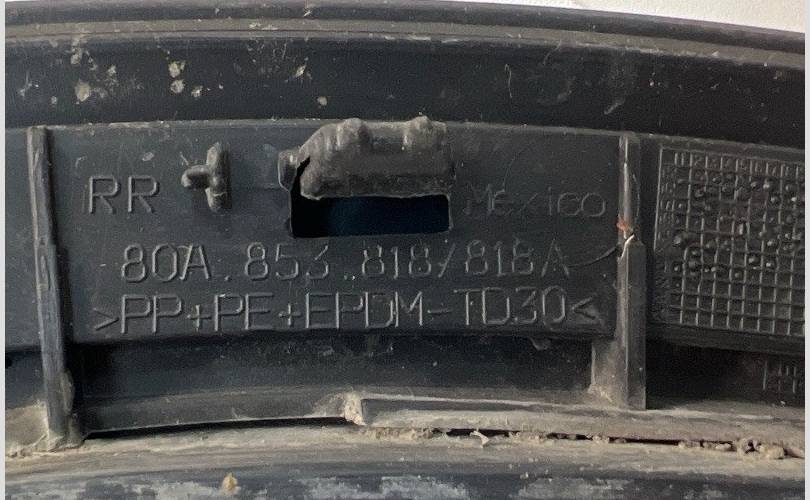 RR Mexico
80A.853.818/818A
>PP+PE+EPDM-TD30<